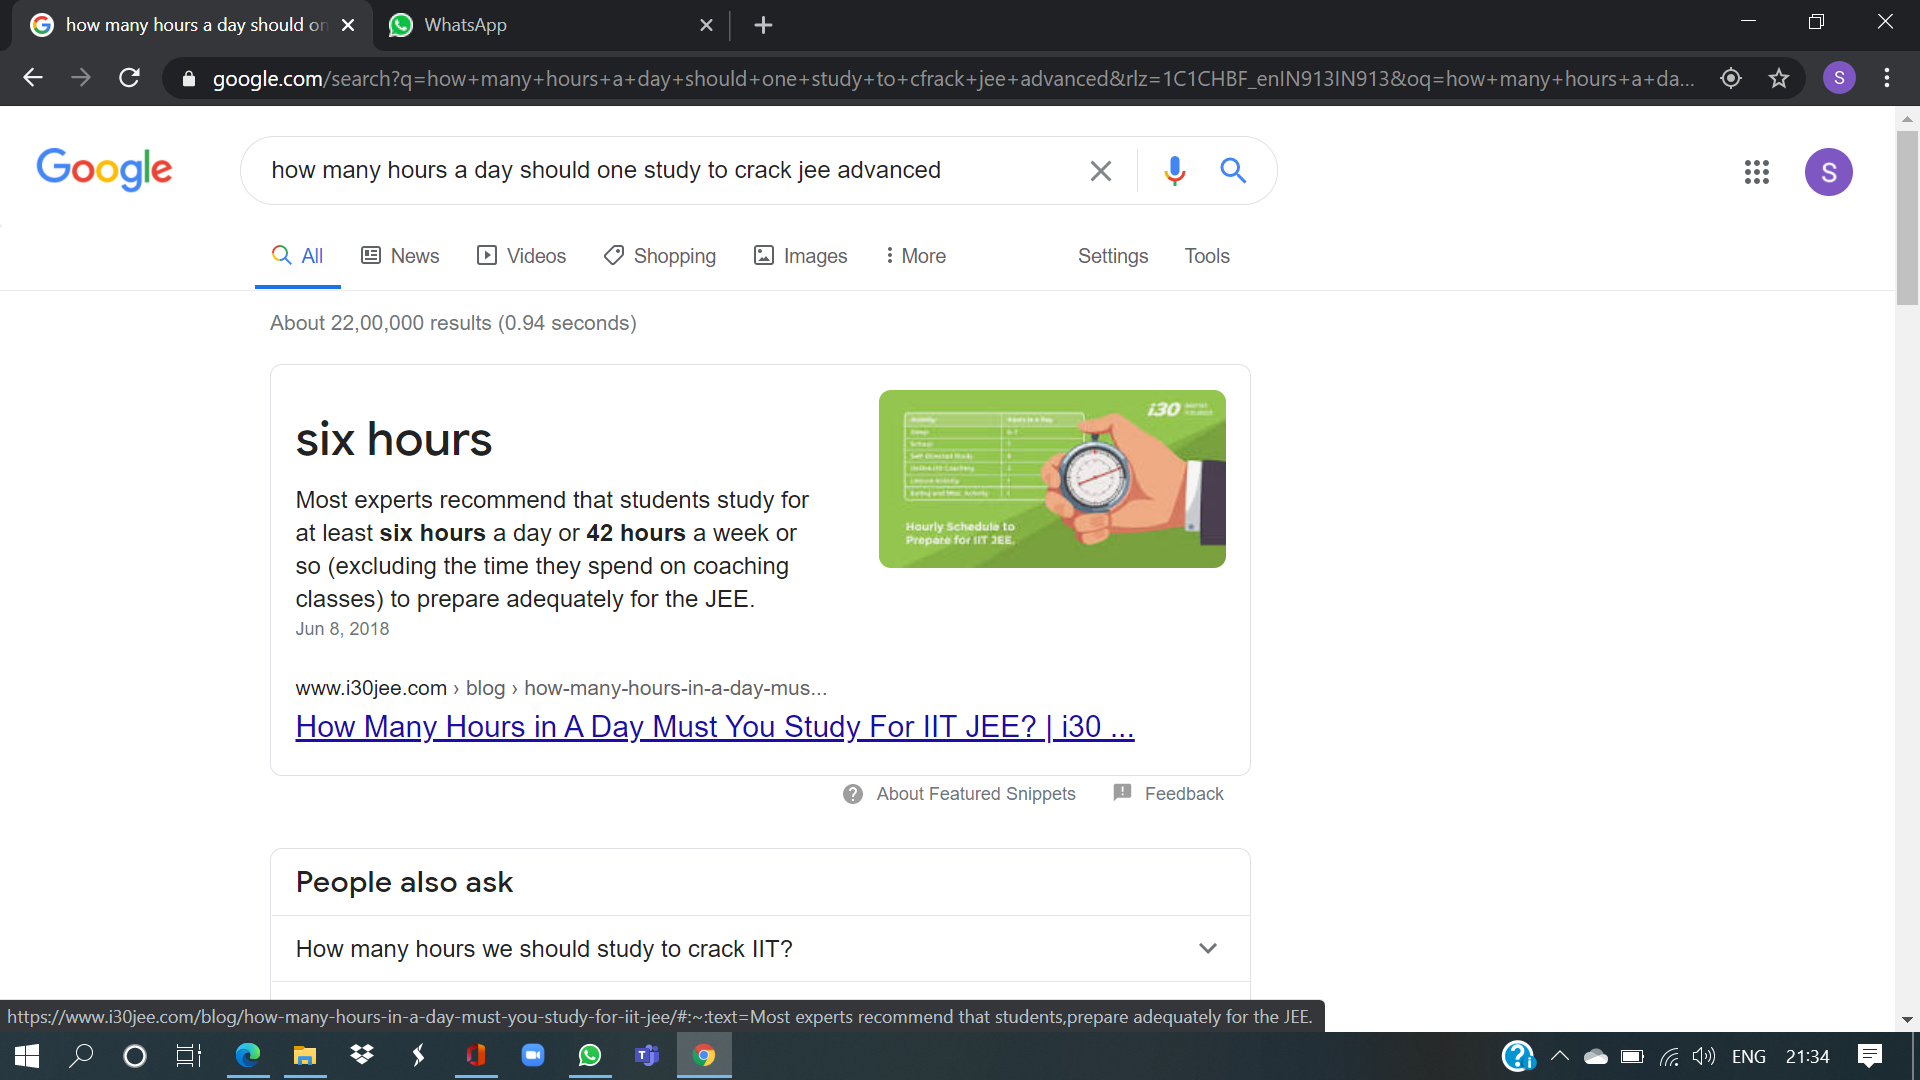 how many hours a day should on
WhatsApp
google.com/search?q=how+many+hours+a+day+should+one+study+to+cfrack+jee+advanced&rlz=1C1CHBF_enIN913IN913&oq=how+many+hours+a+da...
S
Google
how many hours a day should one study to crack jee advanced
S
All
News
Videos
Shopping
Images
More
Settings
Tools
About 22,00,000 results (0.94 seconds)
six hours
Most experts recommend that students study for
at least six hours a day or 42 hours a week or
so (excluding the time they spend on coaching
classes) to prepare adequately for the JEE.
Jun 8, 2018
i30
Hourly Schedule to
Prepare for IIT JEE.
www.i30jee.com › blog › how-many-hours-in-a-day-mus...
How Many Hours in A Day Must You Study For IIT JEE? | i30 ...
About Featured Snippets
Feedback
People also ask
How many hours we should study to crack IIT?
https://www.i30jee.com/blog/how-many-hours-in-a-day-must-you-study-for-iit-jee/#:~:text=Most experts recommend that students,prepare adequately for the JEE.
ENG
21:34